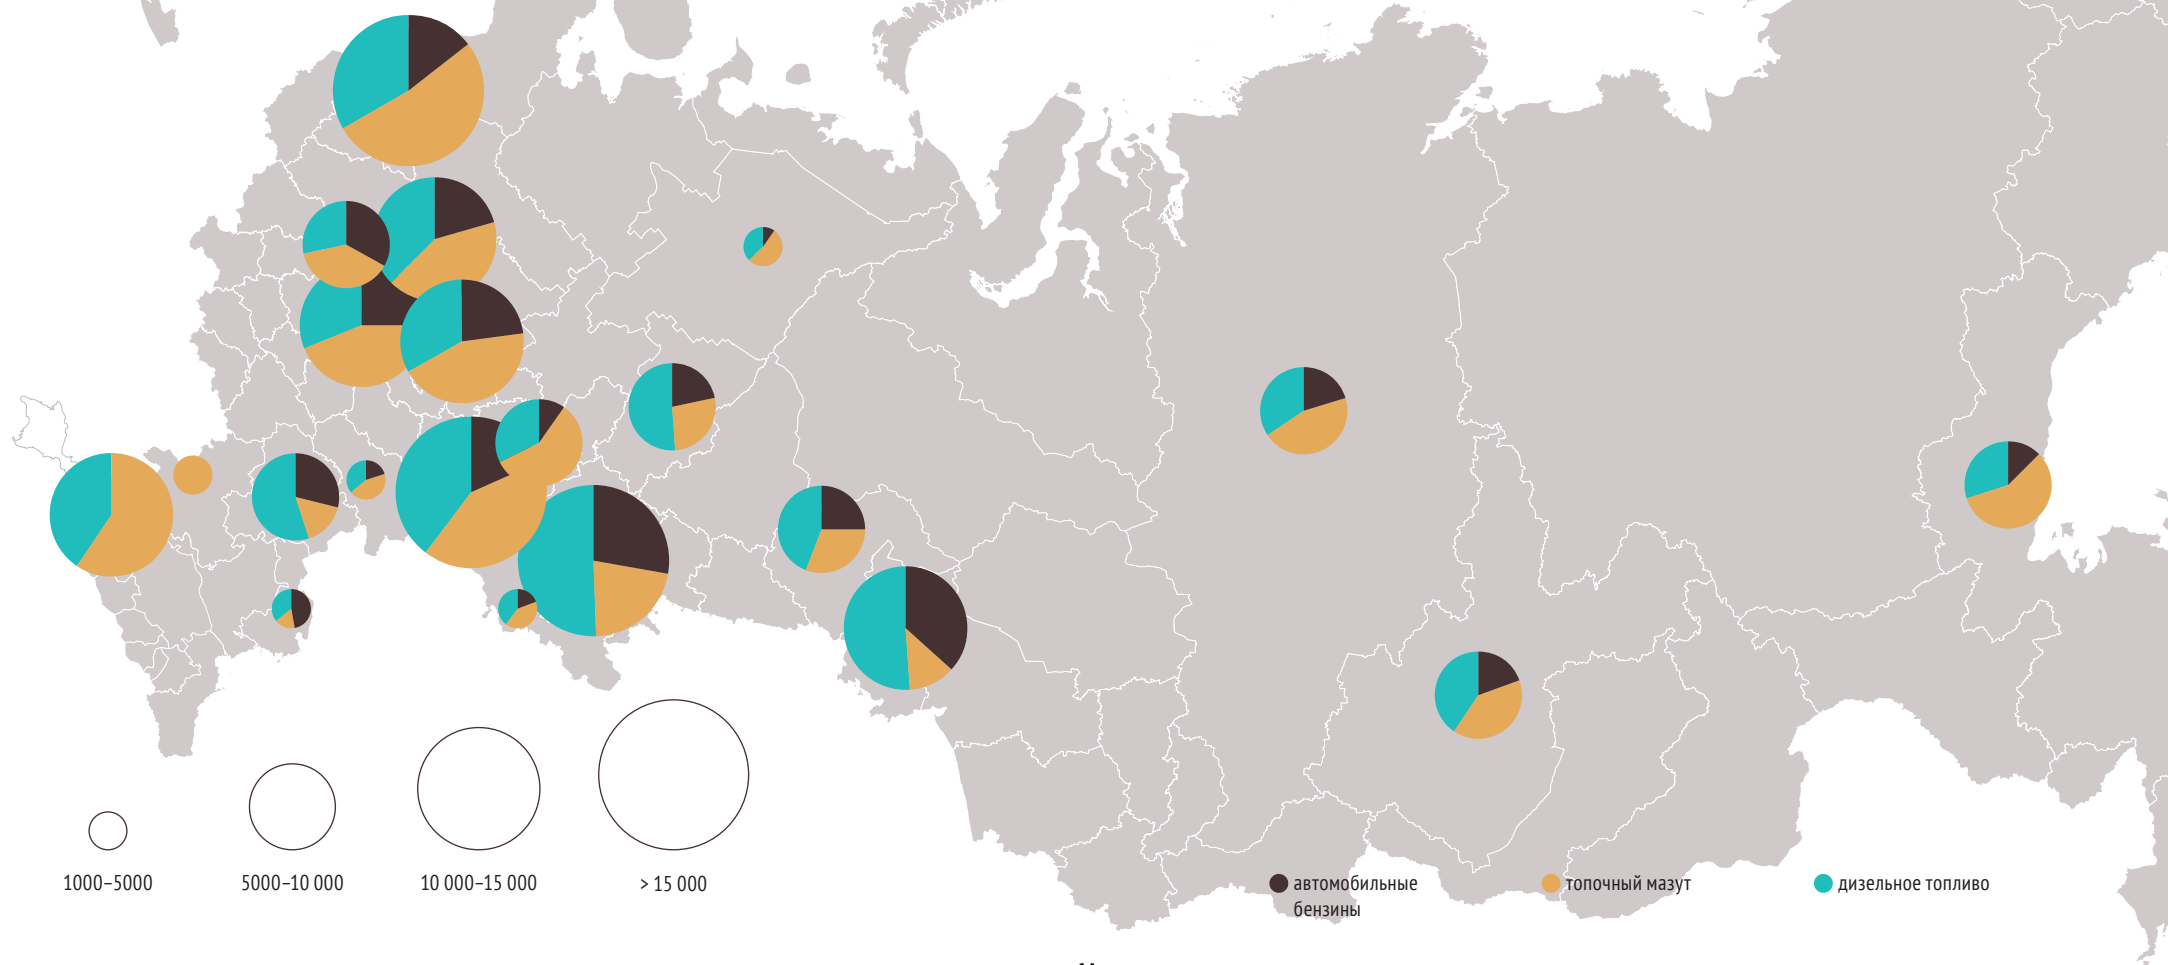 1000–5000
5000–10 000
10 000–15 000
> 15 000
автомобильные
бензины
топочный мазут
дизельное топливо